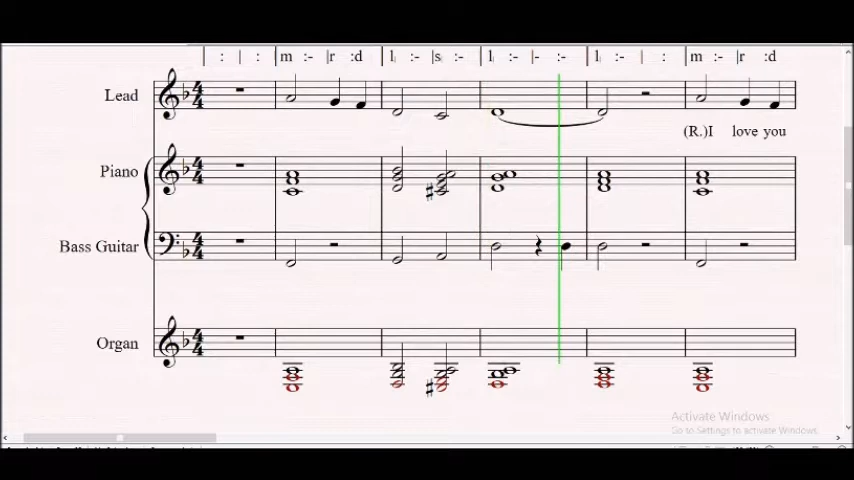 : | : m :- |r :d l :- |s :- l :- |- :- l :- | : m :- |r :d
Lead
(R.)I love you
Piano
Bass Guitar
Organ
Activate Windows
Go to Settings to activate Windows.